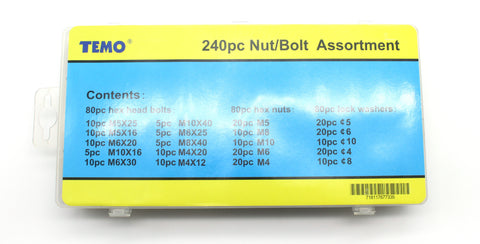 TEMO 240pc Nut/Bolt Assortment
Contents:
80pc hex head bolts: 80pc hex nuts: 80pc lock washers:
10pc M5X25 5pc M10X40 20pc M5 20pc ¢5
10pc M5X16 5pc M6X25 10pc M8 20pc ¢6
10pc M6X20 5pc M8X40 10pc M10 10pc ¢10
5pc M10X16 10pc M4X20 20pc M6 20pc ¢4
10pc M6X30 10pc M4X12 20pc M4 10pc ¢8